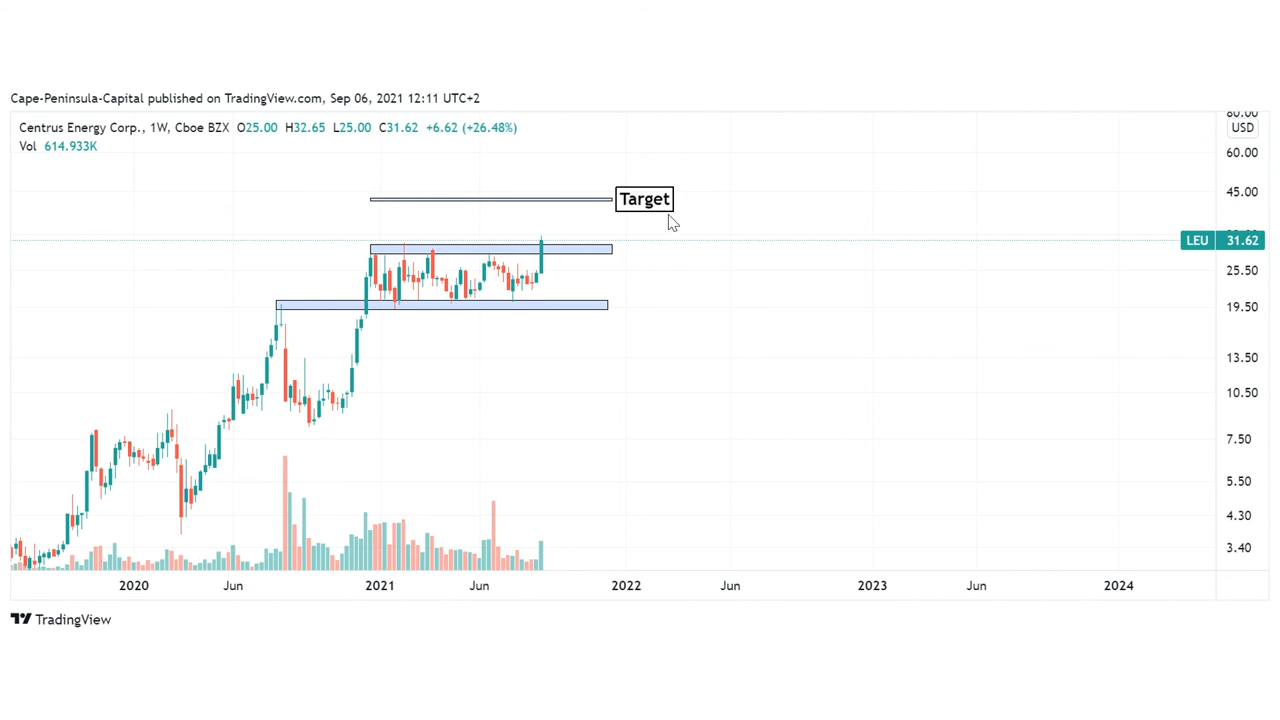 Cape-Peninsula-Capital published on TradingView.com, Sep 06, 2021 12:11 UTC+2
Centrus Energy Corp., 1W, Cboe BZX O25.00 H32.65 L25.00 C31.62 +6.62 (+26.48%)
Vol 614.933K
80.00
USD
60.00
Target
45.00
LEU 31.62
25.50
19.50
13.50
10.50
7.50
5.50
4.30
3.40
2020 Jun 2021 Jun 2022 Jun 2023 Jun 2024
TradingView